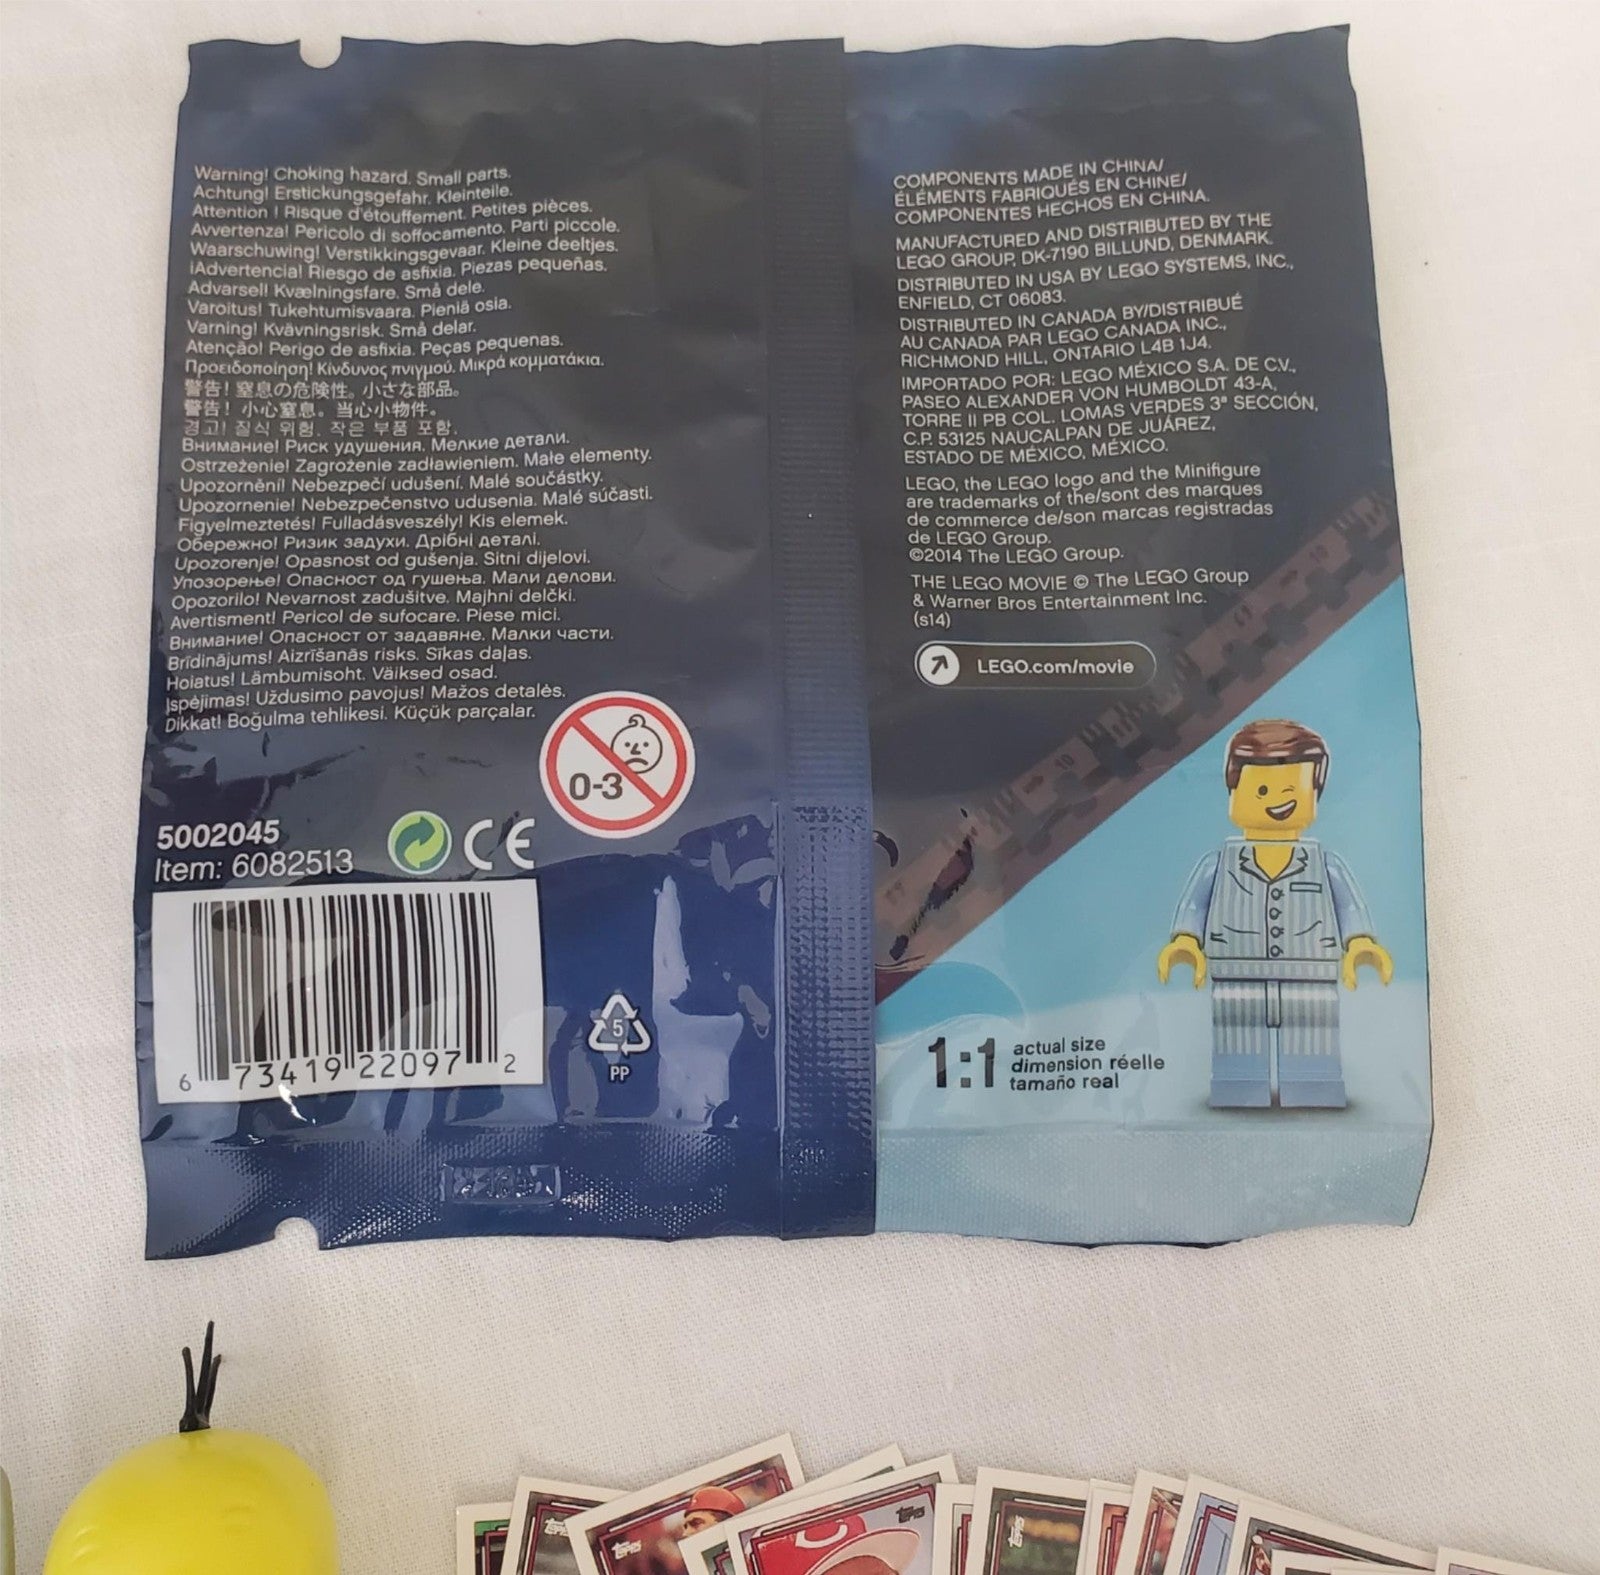 Warning! Choking hazard. Small parts.
Achtung! Erstickungsgefahr. Kleinteile.
Attention ! Risque d'étouffement. Petites pièces.
Avvertenza! Pericolo di soffocamento. Parti piccole.
Waarschuwing! Verstikkingsgevaar. Kleine deeltjes.
¡Advertencia! Riesgo de asfixia. Piezas pequeñas.
Advarsel! Kvælningsfare. Små dele.
Varoitus! Tukehtumisvaara. Pieniä osia.
Varning! Kvävningsrisk. Små delar.
Atenção! Perigo de asfixia. Peças pequenas.
Προειδοποίηση! Κίνδυνος πνιγμού. Μικρά κομματάκια.
警告! 窒息の危険性。小さな部品。
警告! 小心窒息。当心小物件。
경고! 질식 위험. 작은 부품 포함.
Внимание! Риск удушения. Мелкие детали.
Ostrzeżenie! Zagrożenie zadławieniem. Małe elementy.
Upozornění! Nebezpečí udušení. Malé součástky.
Upozornenie! Nebezpečenstvo udusenia. Malé súčasti.
Figyelmeztetés! Fulladásveszély! Kis elemek.
Обережно! Ризик задухи. Дрібні деталі.
Upozorenje! Opasnost od gušenja. Sitni dijelovi.
Упозорење! Опасност од гушења. Мали делови.
Opozorilo! Nevarnost zadušitve. Majhni delčki.
Avertisment! Pericol de sufocare. Piese mici.
Внимание! Опасност от задавяне. Малки части.
Brīdinājums! Aizrīšanās risks. Sīkas daļas.
Hoiatus! Lämbumisoht. Väiksed osad.
Įspėjimas! Uždusimo pavojus! Mažos detalės.
Dikkat! Boğulma tehlikesi. Küçük parçalar.
0-3
5002045
Item: 6082513
CE
6 73419 22097 2
5
PP
COMPONENTS MADE IN CHINA/
ÉLÉMENTS FABRIQUÉS EN CHINE/
COMPONENTES HECHOS EN CHINA.
MANUFACTURED AND DISTRIBUTED BY THE
LEGO GROUP, DK-7190 BILLUND, DENMARK.
DISTRIBUTED IN USA BY LEGO SYSTEMS, INC.,
ENFIELD, CT 06083.
DISTRIBUTED IN CANADA BY/DISTRIBUÉ
AU CANADA PAR LEGO CANADA INC.,
RICHMOND HILL, ONTARIO L4B 1J4.
IMPORTADO POR: LEGO MÉXICO S.A. DE C.V.,
PASEO ALEXANDER VON HUMBOLDT 43-A,
TORRE II PB COL. LOMAS VERDES 3ª SECCIÓN,
C.P. 53125 NAUCALPAN DE JUÁREZ,
ESTADO DE MÉXICO, MÉXICO.
LEGO, the LEGO logo and the Minifigure
are trademarks of the/sont des marques
de commerce de/son marcas registradas
de LEGO Group.
©2014 The LEGO Group.
THE LEGO MOVIE © The LEGO Group
& Warner Bros Entertainment Inc.
(s14)
LEGO.com/movie
10
11
10
1:1 actual size
dimension réelle
tamaño real
TOPPS
TOPPS
TOPPS
TOPPS